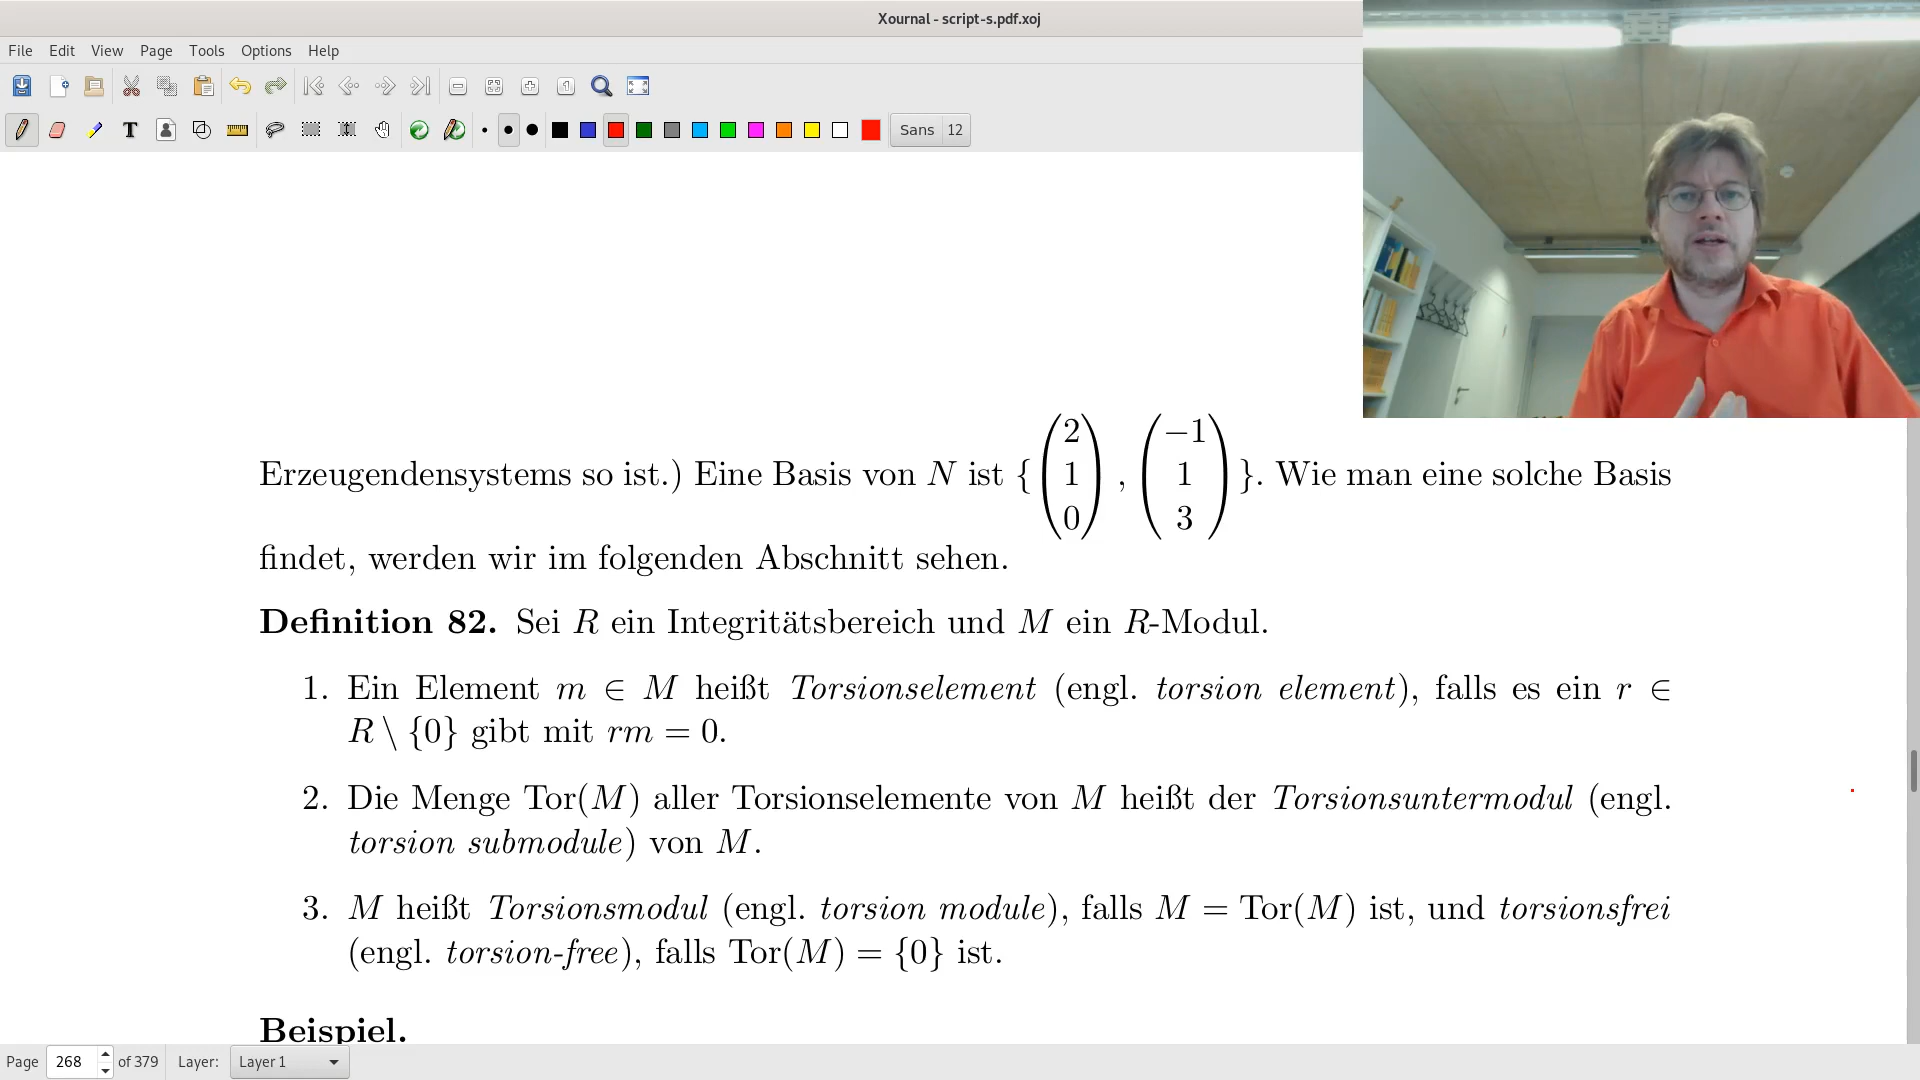 Xournal - script-s.pdf.xoj
File Edit View Page Tools Options Help
Sans 12
Erzeugendensystems so ist.) Eine Basis von N ist {(2 1 0), (−1 1 3)}. Wie man eine solche Basis
findet, werden wir im folgenden Abschnitt sehen.
Definition 82. Sei R ein Integritätsbereich und M ein R-Modul.
1. Ein Element m ∈ M heißt Torsionselement (engl. torsion element), falls es ein r ∈
R \ {0} gibt mit rm = 0.
2. Die Menge Tor(M) aller Torsionselemente von M heißt der Torsionsuntermodul (engl.
torsion submodule) von M.
3. M heißt Torsionsmodul (engl. torsion module), falls M = Tor(M) ist, und torsionsfrei
(engl. torsion-free), falls Tor(M) = {0} ist.
Beispiel.
Page 268 of 379 Layer: Layer 1